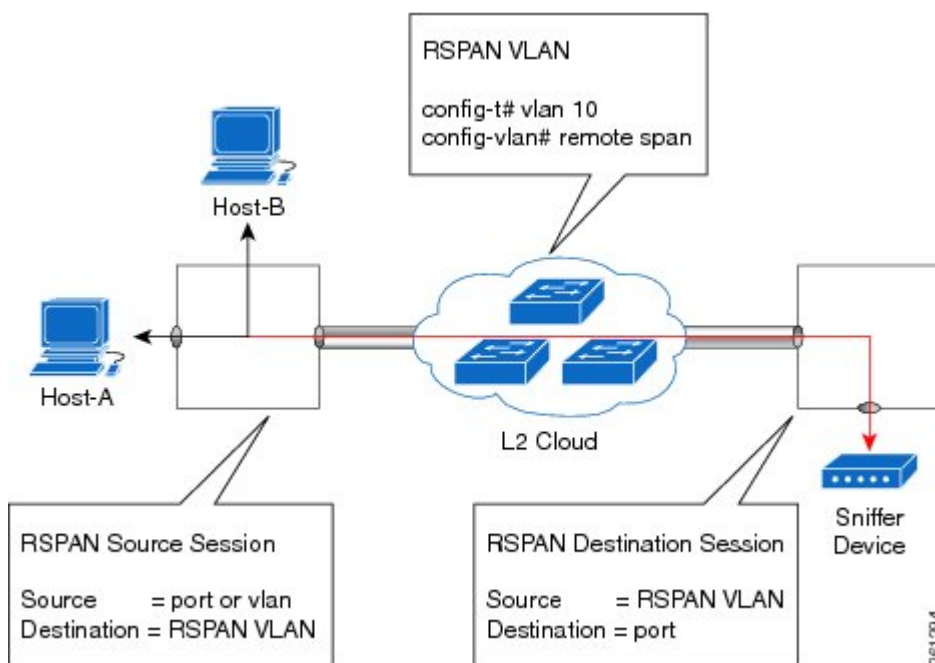 RSPAN VLAN
config-t# vlan 10
config-vlan# remote span
Host-B
Host-A
L2 Cloud
Sniffer
Device
RSPAN Source Session
Source = port or vlan
Destination = RSPAN VLAN
RSPAN Destination Session
Source = RSPAN VLAN
Destination = port